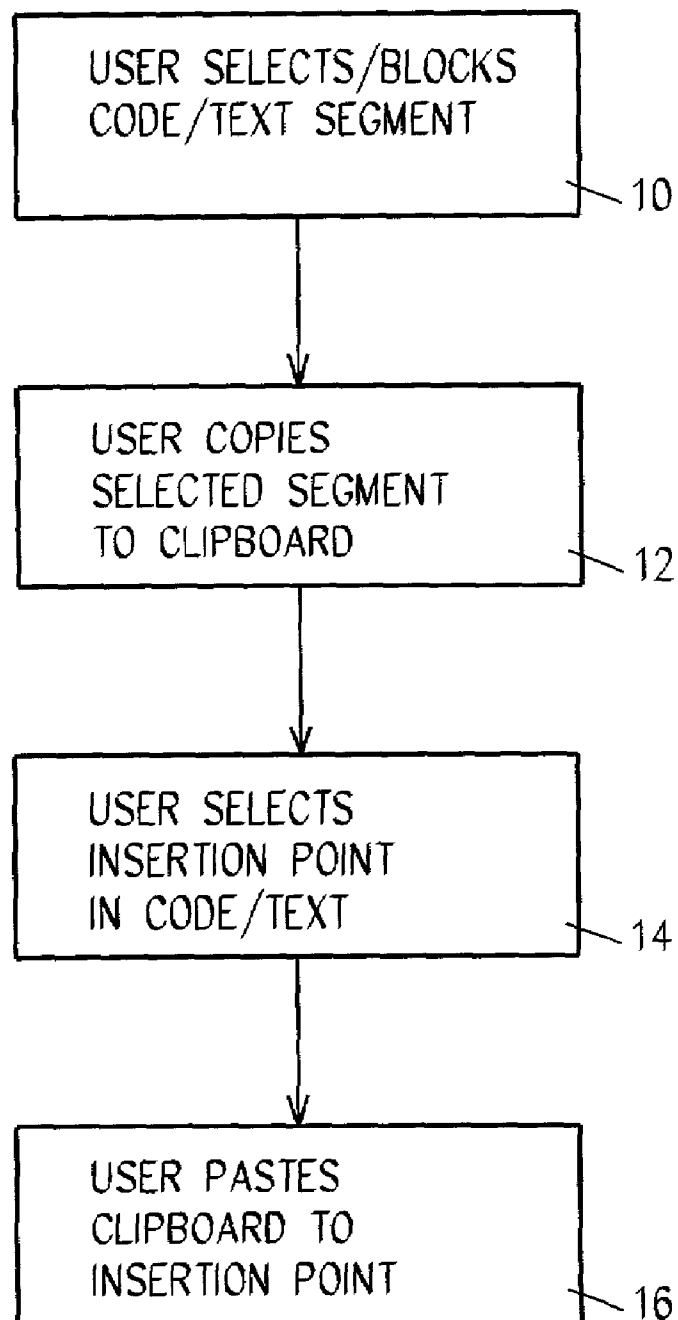 USER SELECTS/BLOCKS
CODE/TEXT SEGMENT
10
USER COPIES
SELECTED SEGMENT
TO CLIPBOARD
12
USER SELECTS
INSERTION POINT
IN CODE/TEXT
14
USER PASTES
CLIPBOARD TO
INSERTION POINT
16